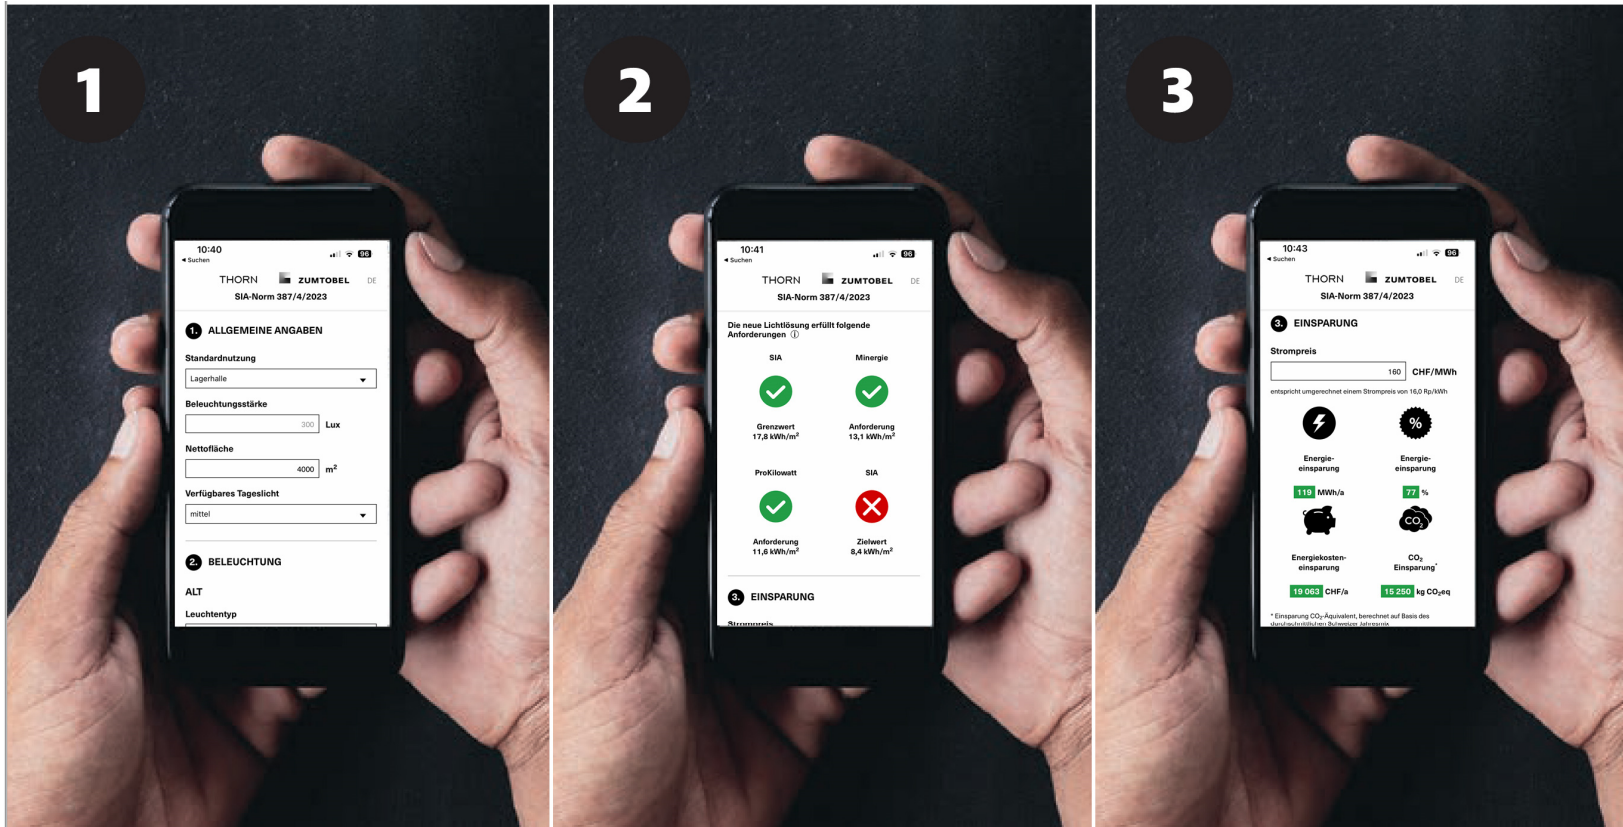 1
10:40
96
◂ Suchen
THORN ZUMTOBEL DE
SIA-Norm 387/4/2023
1. ALLGEMEINE ANGABEN
Standardnutzung
Lagerhalle
Beleuchtungsstärke
300 Lux
Nettofläche
4000 m²
Verfügbares Tageslicht
mittel
2. BELEUCHTUNG
ALT
Leuchtentyp
2
10:41
96
◂ Suchen
THORN ZUMTOBEL DE
SIA-Norm 387/4/2023
Die neue Lichtlösung erfüllt folgende
Anforderungen ⓘ
SIA Minergie
Grenzwert Anforderung
17,8 kWh/m² 13,1 kWh/m²
ProKilowatt SIA
Anforderung Zielwert
11,6 kWh/m² 8,4 kWh/m²
3. EINSPARUNG
Strompreis
3
10:43
96
◂ Suchen
THORN ZUMTOBEL DE
SIA-Norm 387/4/2023
3. EINSPARUNG
Strompreis
160 CHF/MWh
entspricht umgerechnet einem Strompreis von 16,0 Rp/kWh
%
Energie- Energie-
einsparung einsparung
119 MWh/a 77 %
CO₂
Energiekosten- CO₂
einsparung Einsparung*
19 063 CHF/a 15 250 kg CO₂eq
* Einsparung CO₂-Äquivalent, berechnet auf Basis des
durchschnittlichen Schweizer Jahresmix